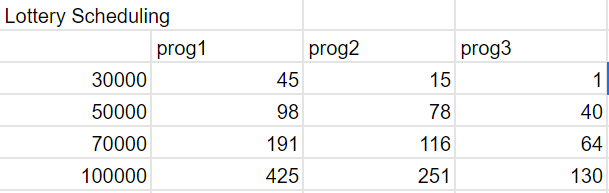 Lottery Scheduling
prog1 prog2 prog3
30000 45 15 1
50000 98 78 40
70000 191 116 64
100000 425 251 130